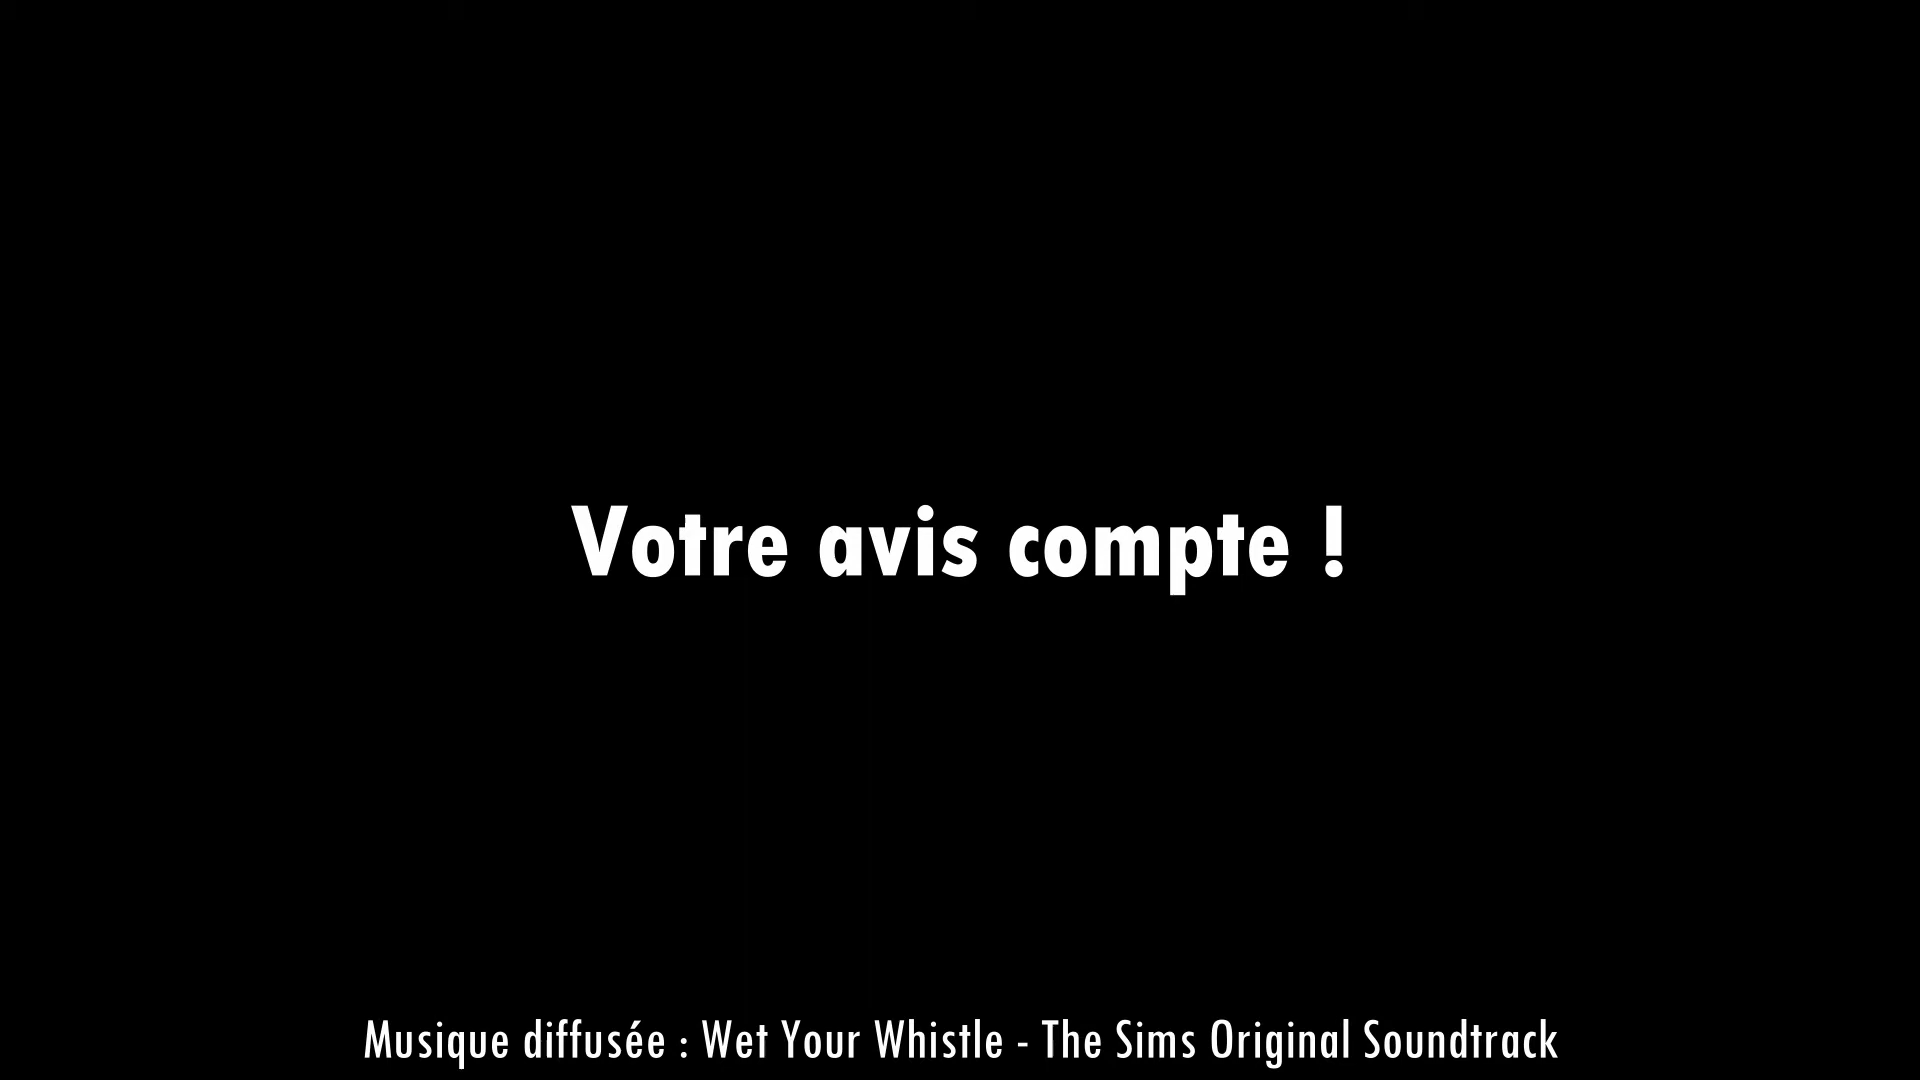 Votre avis compte !
Musique diffusée : Wet Your Whistle - The Sims Original Soundtrack